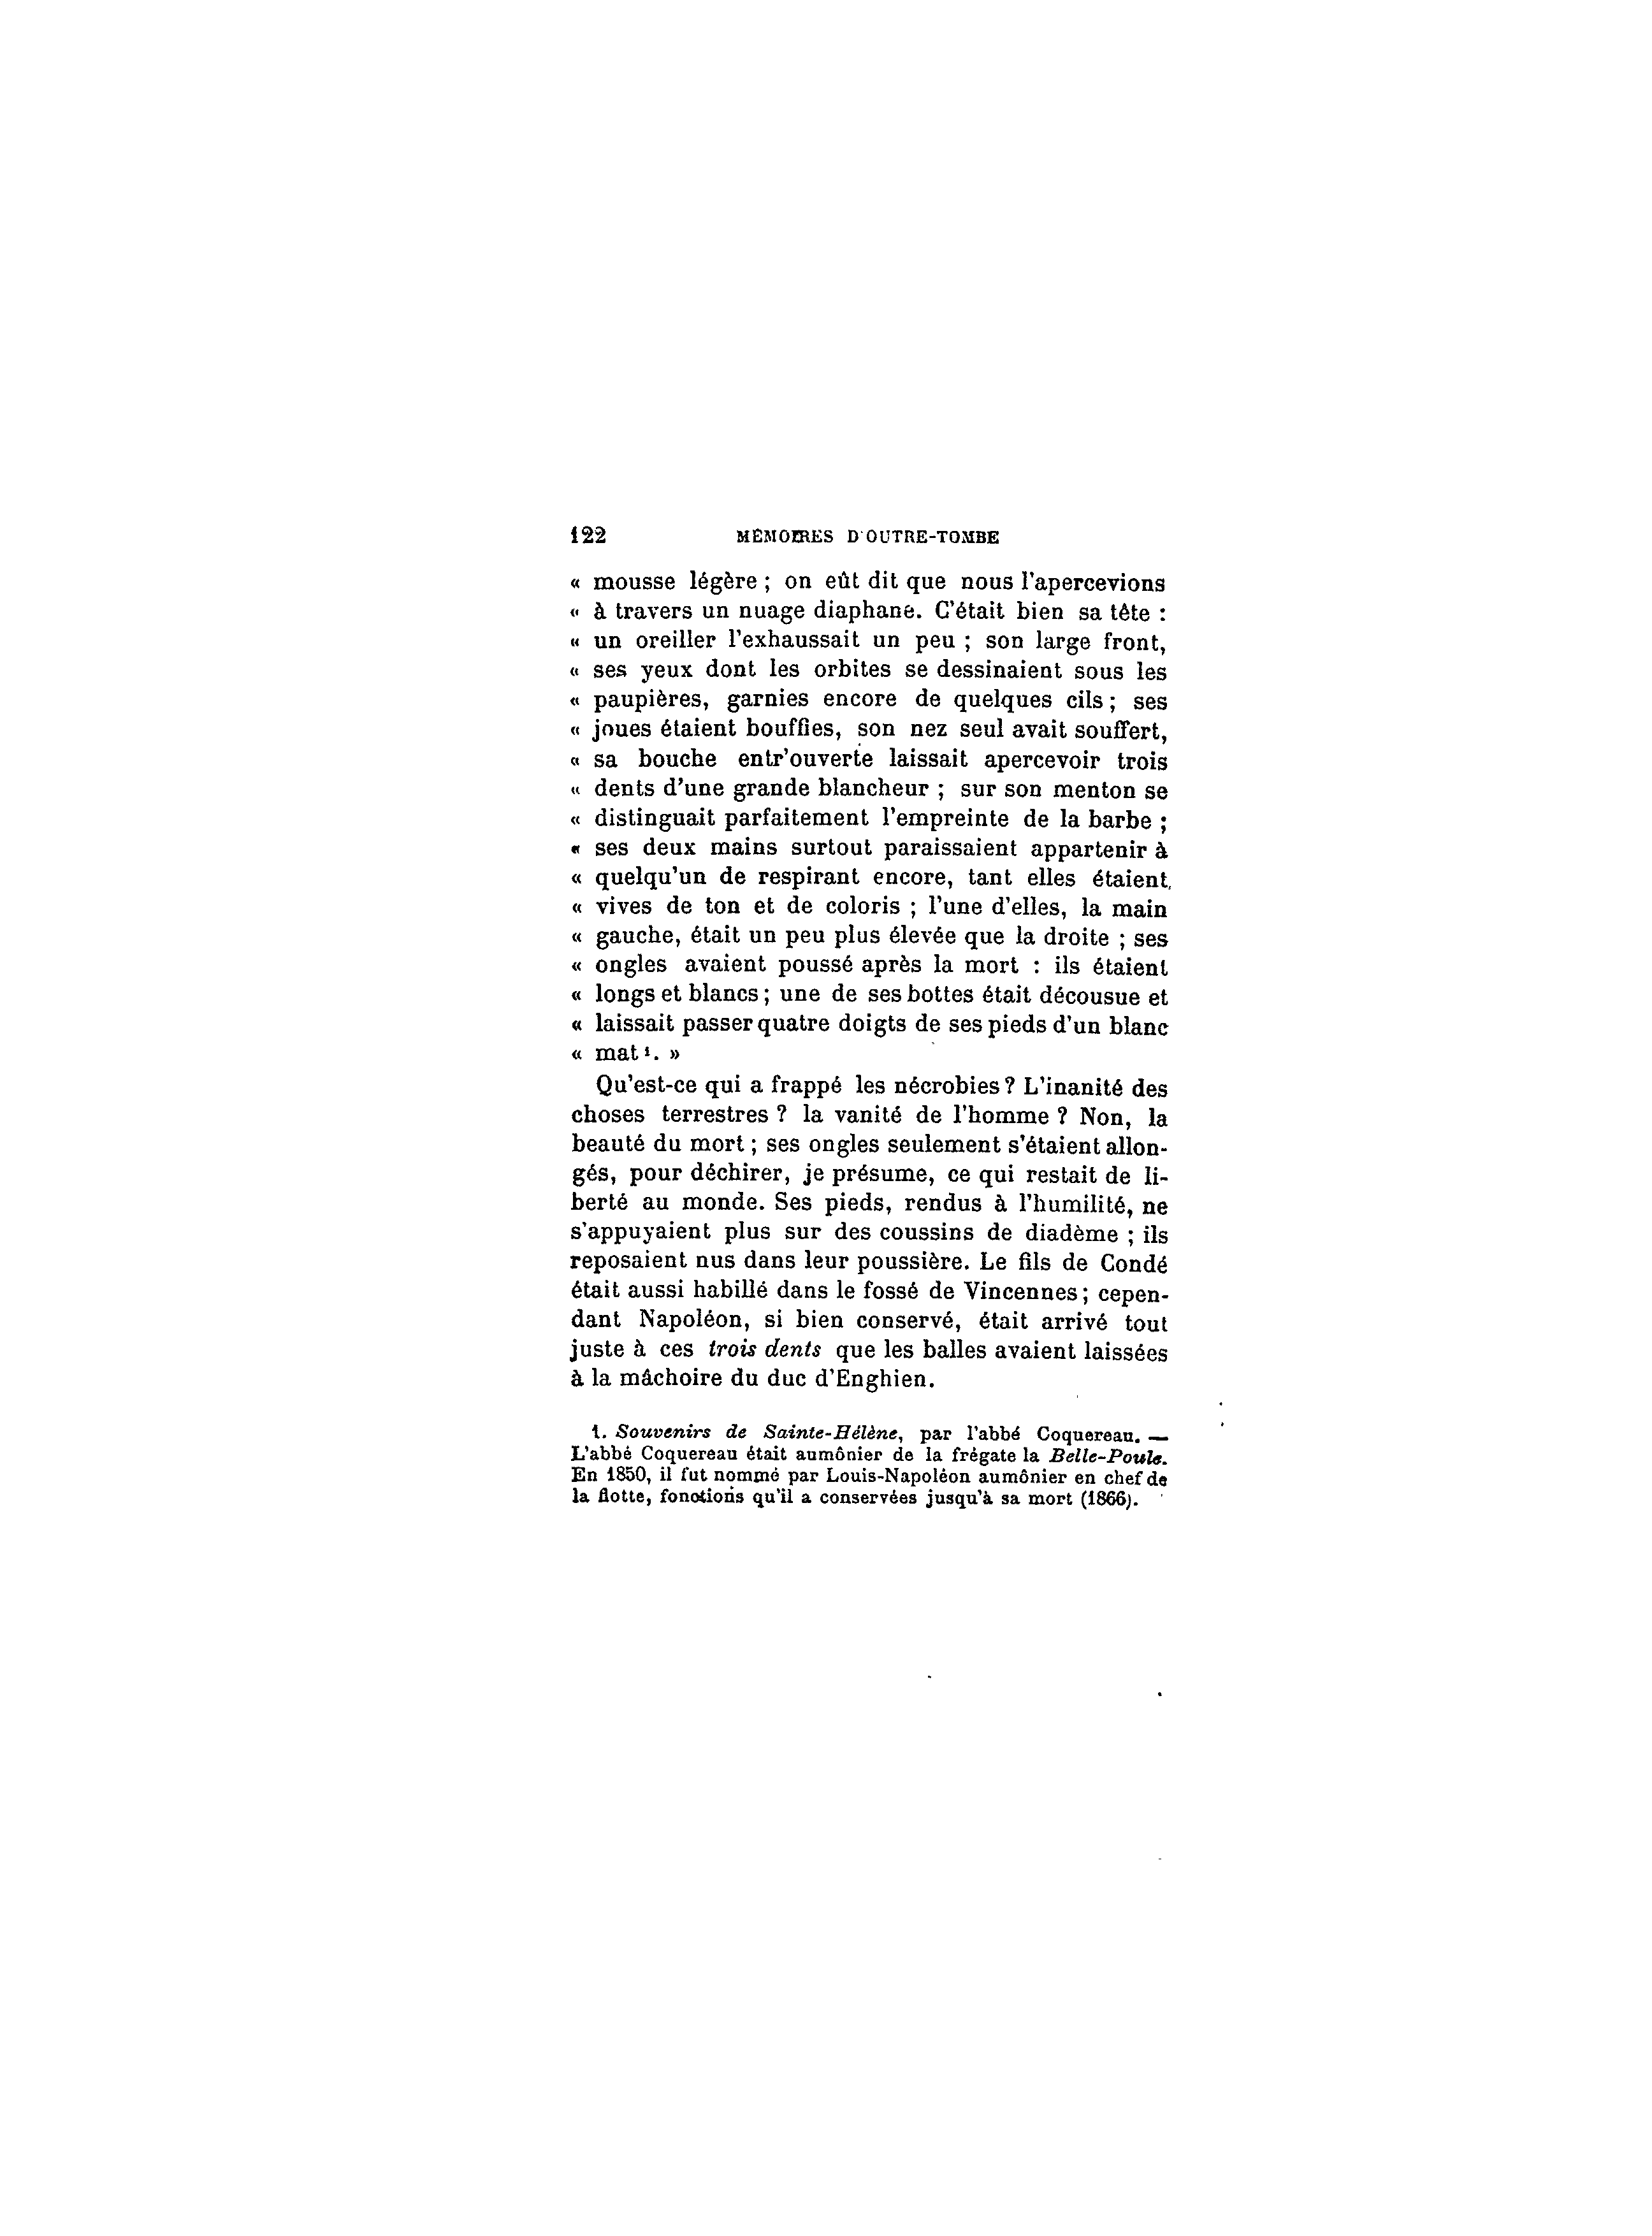 122 MÉMOIRES D'OUTRE-TOMBE
« mousse légère ; on eût dit que nous l'apercevions
« à travers un nuage diaphane. C'était bien sa tête :
« un oreiller l'exhaussait un peu ; son large front,
« ses yeux dont les orbites se dessinaient sous les
« paupières, garnies encore de quelques cils ; ses
« joues étaient bouffies, son nez seul avait souffert,
« sa bouche entr'ouverte laissait apercevoir trois
« dents d'une grande blancheur ; sur son menton se
« distinguait parfaitement l'empreinte de la barbe ;
« ses deux mains surtout paraissaient appartenir à
« quelqu'un de respirant encore, tant elles étaient
« vives de ton et de coloris ; l'une d'elles, la main
« gauche, était un peu plus élevée que la droite ; ses
« ongles avaient poussé après la mort : ils étaient
« longs et blancs ; une de ses bottes était décousue et
« laissait passer quatre doigts de ses pieds d'un blanc
« mat ¹. »
Qu'est-ce qui a frappé les nécrobies ? L'inanité des
choses terrestres ? la vanité de l'homme ? Non, la
beauté du mort ; ses ongles seulement s'étaient allon-
gés, pour déchirer, je présume, ce qui restait de li-
berté au monde. Ses pieds, rendus à l'humilité, ne
s'appuyaient plus sur des coussins de diadème ; ils
reposaient nus dans leur poussière. Le fils de Condé
était aussi habillé dans le fossé de Vincennes ; cepen-
dant Napoléon, si bien conservé, était arrivé tout
juste à ces trois dents que les balles avaient laissées
à la mâchoire du duc d'Enghien.
1. Souvenirs de Sainte-Hélène, par l'abbé Coquereau. —
L'abbé Coquereau était aumônier de la frégate la Belle-Poule.
En 1850, il fut nommé par Louis-Napoléon aumônier en chef de
la flotte, fonctions qu'il a conservées jusqu'à sa mort (1866).